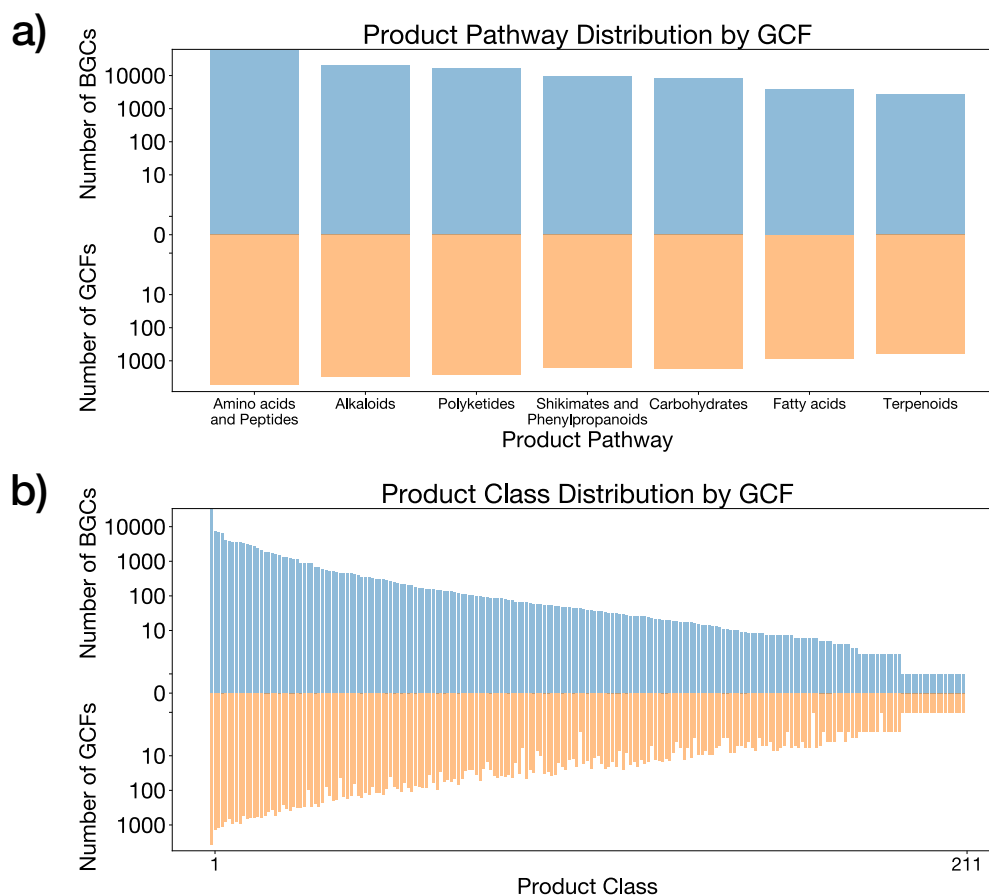 a)
Product Pathway Distribution by GCF
Number of BGCs
10000
1000
100
10
0
Number of GCFs
10
100
1000
Amino acids
and Peptides
Alkaloids
Polyketides
Shikimates and
Phenylpropanoids
Carbohydrates
Fatty acids
Terpenoids
Product Pathway
b)
Product Class Distribution by GCF
Number of BGCs
10000
1000
100
10
0
Number of GCFs
10
100
1000
1
211
Product Class